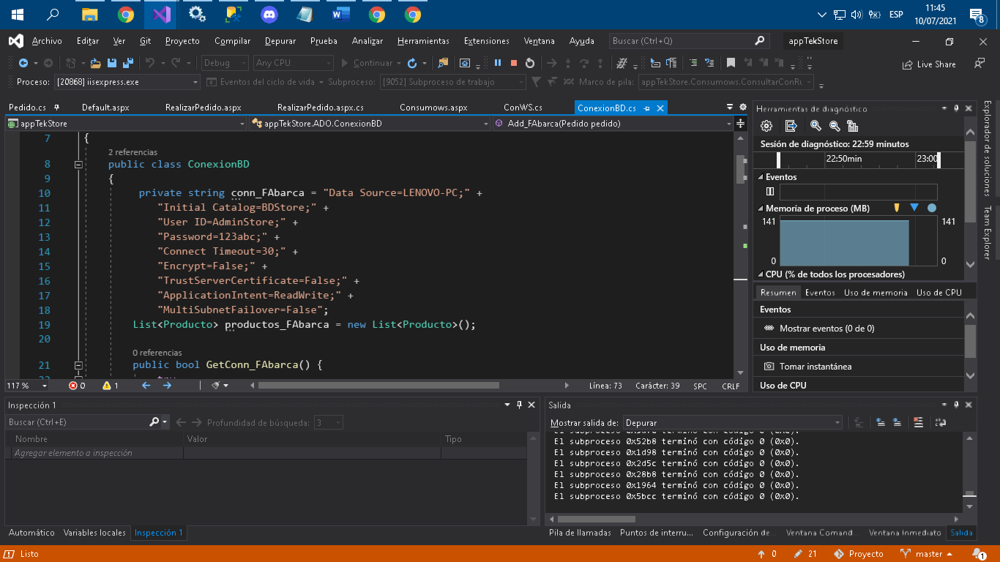 11:45
ESP
10/07/2021
8
Archivo Editar Ver Git Proyecto Compilar Depurar Prueba Analizar Herramientas Extensiones Ventana Ayuda Buscar (Ctrl+Q) appTekStore
Debug Any CPU Continuar Live Share
Proceso: [20868] iisexpress.exe Eventos del ciclo de vida Subproceso: [9052] Subproceso de trabajo Marco de pila: appTekStore.Consumows.ConsultarConRu
Pedido.cs Default.aspx RealizarPedido.aspx RealizarPedido.aspx.cs Consumows.aspx ConWS.cs ConexionBD.cs
appTekStore appTekStore.ADO.ConexionBD Add_FAbarca(Pedido pedido)
7 {
2 referencias
8 public class ConexionBD
9 {
10 private string conn_FAbarca = "Data Source=LENOVO-PC;" +
11 "Initial Catalog=BDStore;" +
12 "User ID=AdminStore;" +
13 "Password=123abc;" +
14 "Connect Timeout=30;" +
15 "Encrypt=False;" +
16 "TrustServerCertificate=False;" +
17 "ApplicationIntent=ReadWrite;" +
18 "MultiSubnetFailover=False";
19 List<Producto> productos_FAbarca = new List<Producto>();
20
0 referencias
21 public bool GetConn_FAbarca() {
22 try
117 % 0 1 Línea: 73 Carácter: 39 SPC CRLF
Herramientas de diagnóstico
Sesión de diagnóstico: 22:59 minutos
22:50min 23:00
Eventos
Memoria de proceso (MB)
141 141
0 0
CPU (% de todos los procesadores)
Resumen Eventos Uso de memoria Uso de CPU
Eventos
Mostrar eventos (0 de 0)
Uso de memoria
Tomar instantánea
Uso de CPU
Explorador de soluciones
Team Explorer
Inspección 1
Buscar (Ctrl+E) Profundidad de búsqueda: 3
Nombre Valor Tipo
Agregar elemento a inspección
Automático Variables locales Inspección 1
Salida
Mostrar salida de: Depurar
El subproceso 0x52b8 terminó con código 0 (0x0).
El subproceso 0x1d98 terminó con código 0 (0x0).
El subproceso 0x2d5c terminó con código 0 (0x0).
El subproceso 0x28b8 terminó con código 0 (0x0).
El subproceso 0x1964 terminó con código 0 (0x0).
El subproceso 0x5bcc terminó con código 0 (0x0).
Pila de llamadas Puntos de interru... Configuración de... Ventana Comand... Ventana Inmediato Salida
Listo 0 21 Proyecto master 1